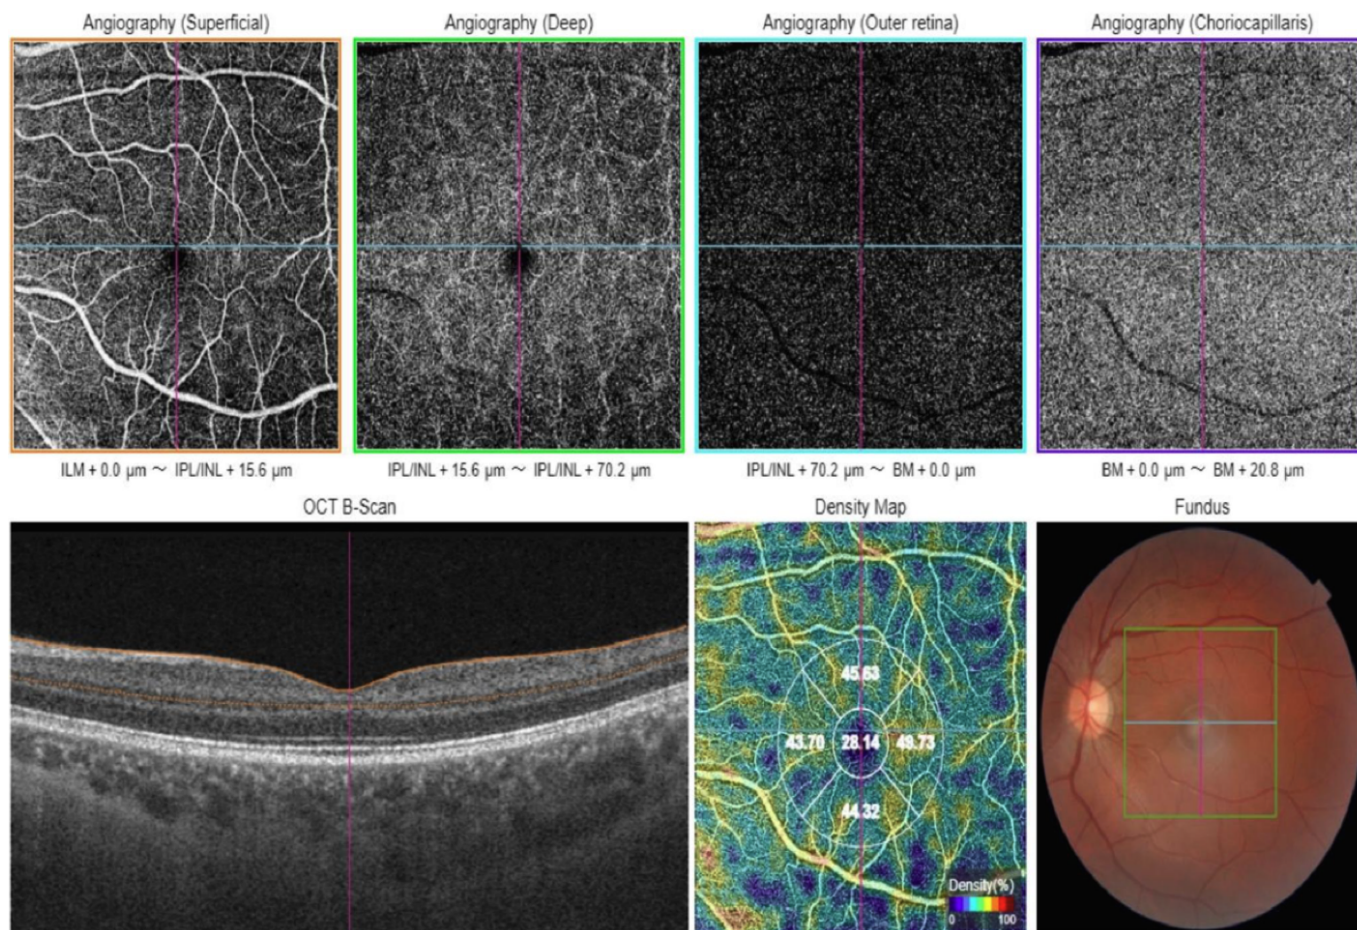 Angiography (Superficial)
Angiography (Deep)
Angiography (Outer retina)
Angiography (Choriocapillaris)
ILM + 0.0 µm ~ IPL/INL + 15.6 µm
IPL/INL + 15.6 µm ~ IPL/INL + 70.2 µm
IPL/INL + 70.2 µm ~ BM + 0.0 µm
BM + 0.0 µm ~ BM + 20.8 µm
OCT B-Scan
Density Map
Fundus
45.63
43.70 28.14 49.73
44.32
Density(%)
0 100